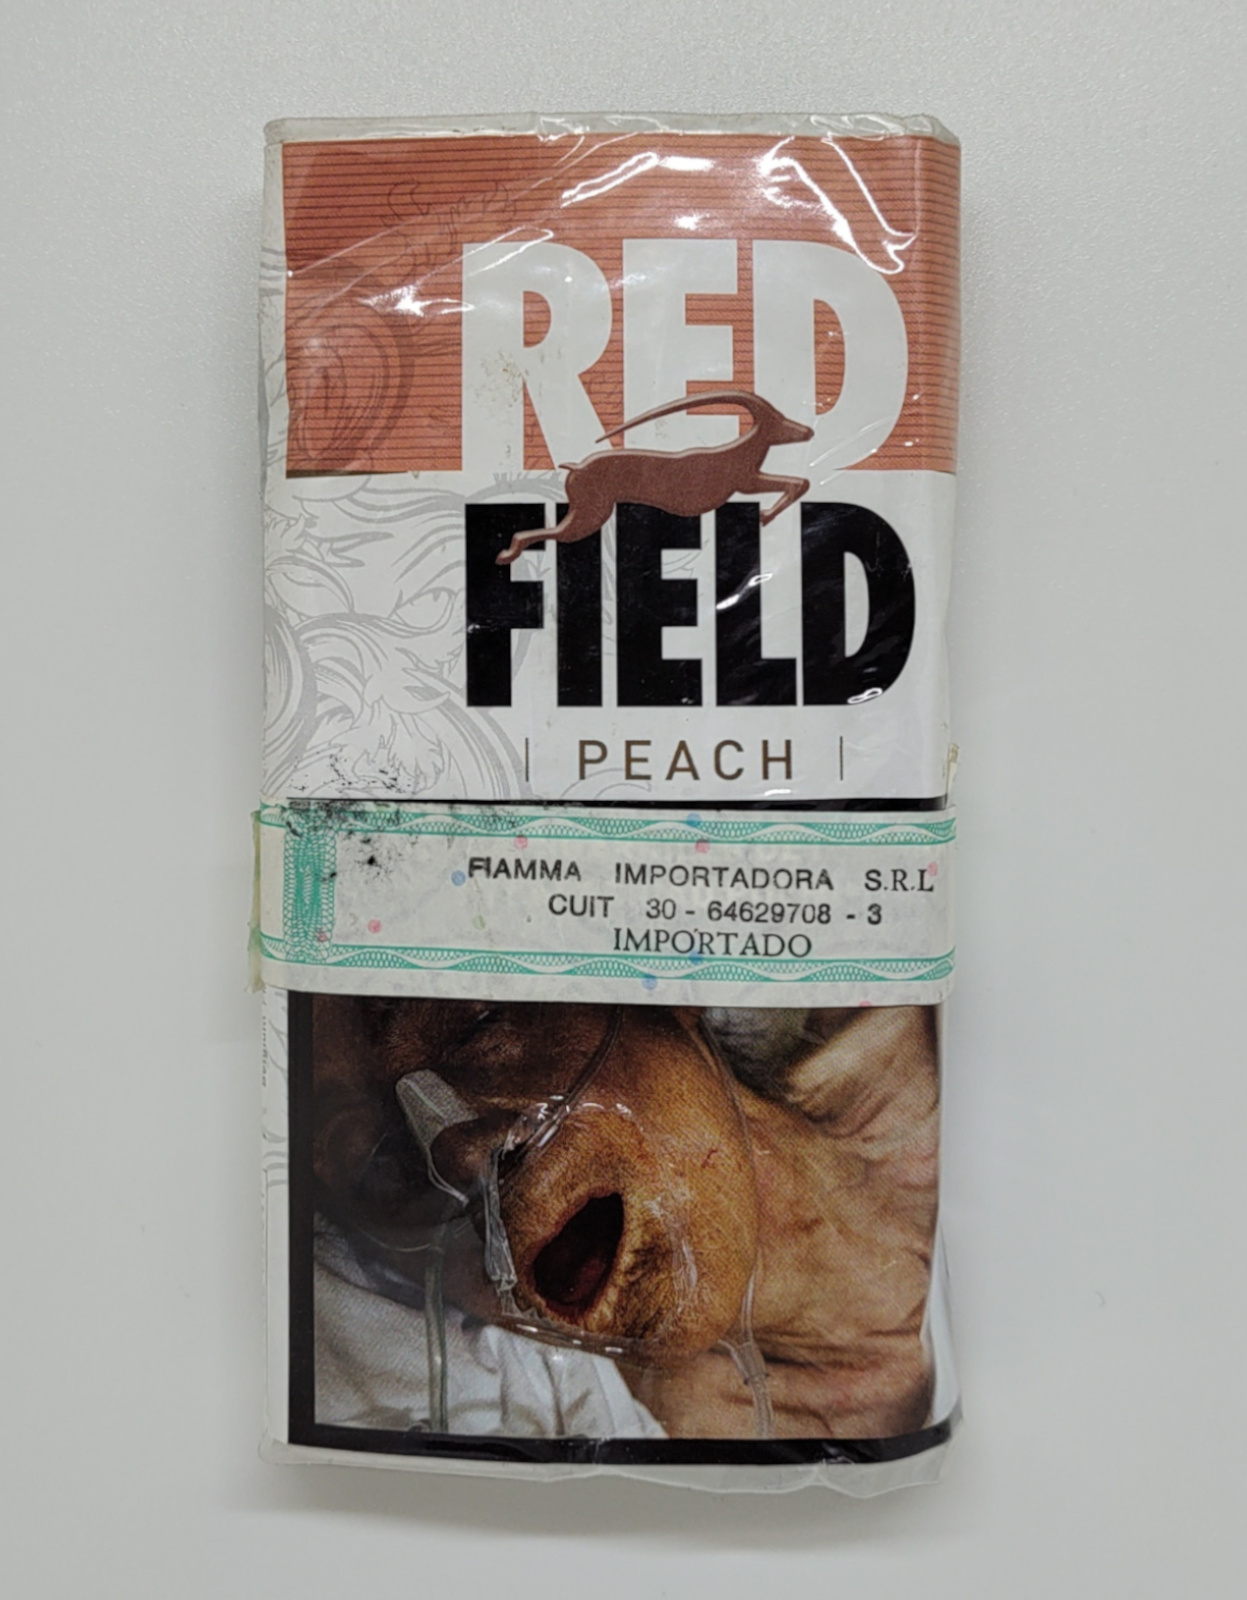 RED
FIELD
| PEACH |
FIAMMA IMPORTADORA S.R.L
CUIT 30 - 64629708 - 3
IMPORTADO